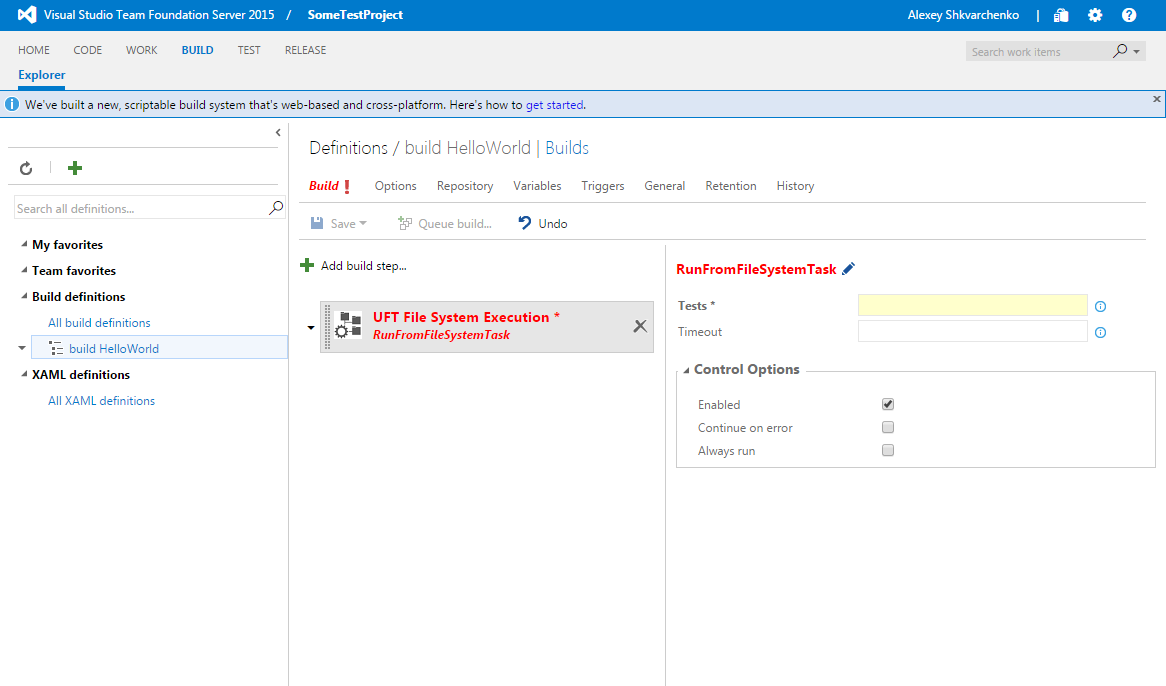 Visual Studio Team Foundation Server 2015 / SomeTestProject
Alexey Shkvarchenko |
HOME CODE WORK BUILD TEST RELEASE
Search work items
Explorer
We've built a new, scriptable build system that's web-based and cross-platform. Here's how to get started.
Search all definitions...
My favorites
Team favorites
Build definitions
All build definitions
build HelloWorld
XAML definitions
All XAML definitions
Definitions / build HelloWorld | Builds
Build ! Options Repository Variables Triggers General Retention History
Save Queue build... Undo
Add build step...
UFT File System Execution *
RunFromFileSystemTask
RunFromFileSystemTask
Tests *
Timeout
Control Options
Enabled
Continue on error
Always run